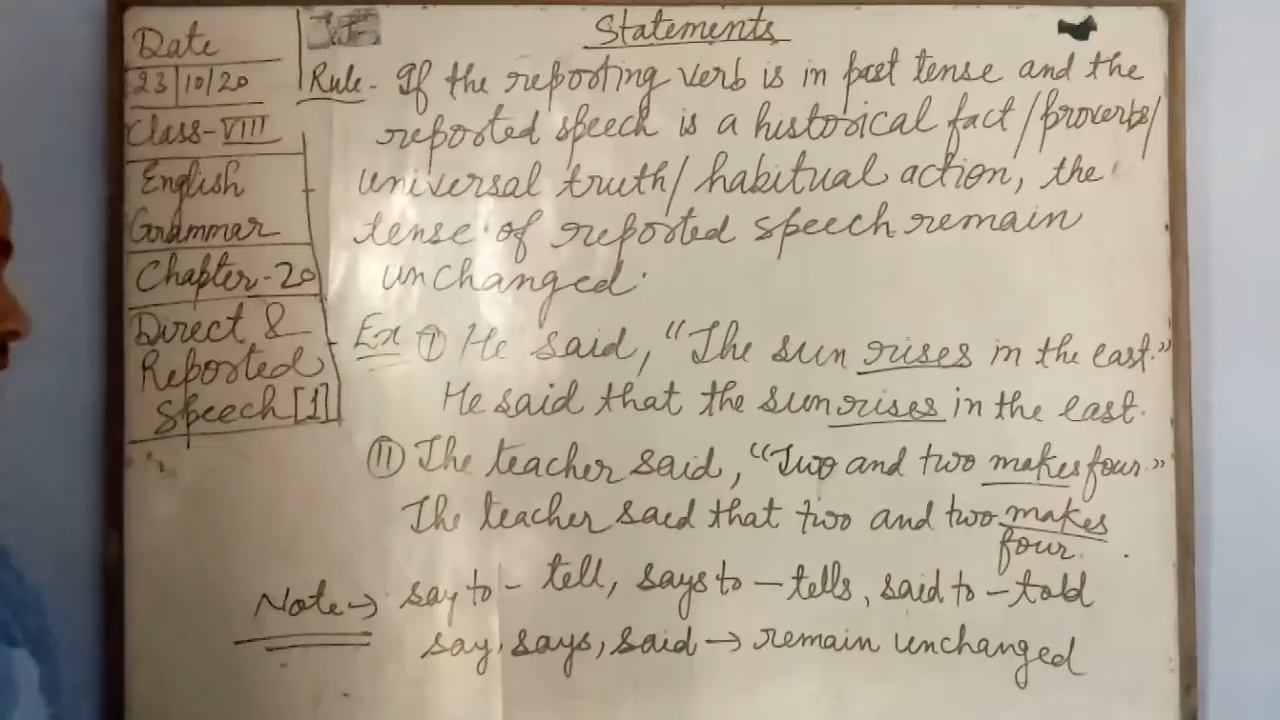 Date
23/10/20
Class-VIII
English
Grammar
Chapter-20
Direct &
Reported
Speech[1]
Statements
Rule- If the reporting verb is in past tense and the
reported speech is a historical fact/proverbs/
universal truth/habitual action, the
tense of reported speech remain
unchanged.
Ex (I) He said, "The sun rises in the east."
He said that the sun rises in the east.
(II) The teacher said, "Two and two makes four."
The teacher said that two and two makes
four.
Note→ say to - tell, says to - tells, said to - told
say, says, said → remain unchanged